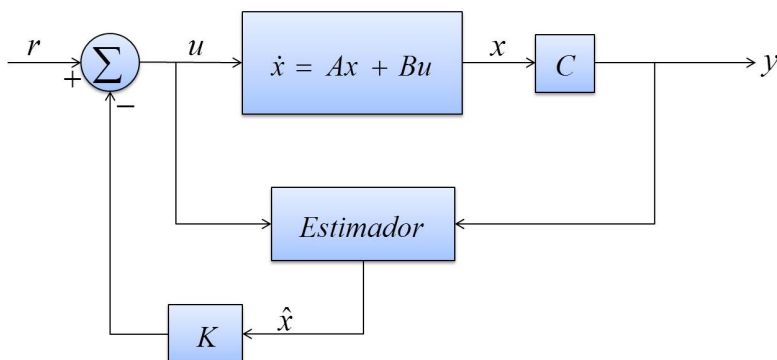 r
+
Σ
−
u
ẋ = Ax + Bu
x
C
y
Estimador
K
x̂